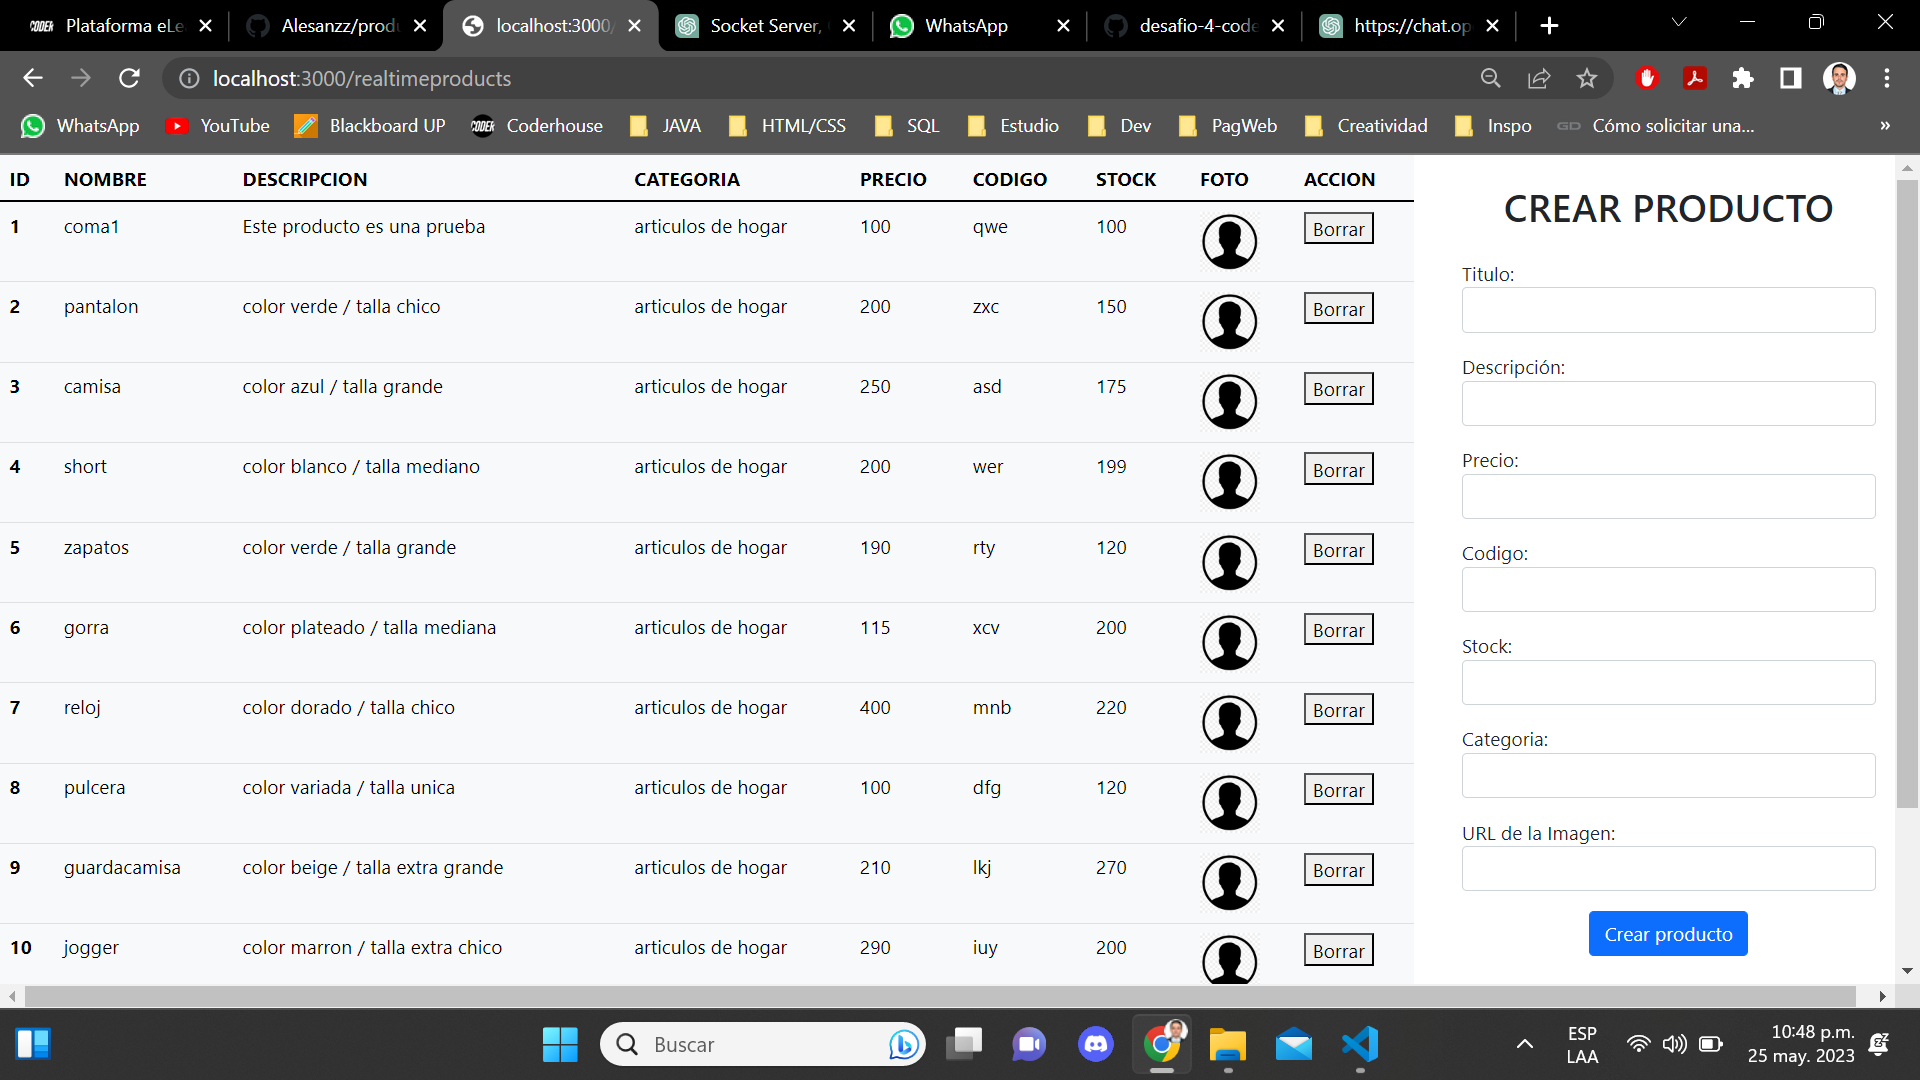 Plataforma eLe
Alesanzz/produ
localhost:3000/
Socket Server,
WhatsApp
desafio-4-code
https://chat.op
localhost:3000/realtimeproducts
WhatsApp
YouTube
Blackboard UP
Coderhouse
JAVA
HTML/CSS
SQL
Estudio
Dev
PagWeb
Creatividad
Inspo
Cómo solicitar una...
»
ID NOMBRE DESCRIPCION CATEGORIA PRECIO CODIGO STOCK FOTO ACCION
1 coma1 Este producto es una prueba articulos de hogar 100 qwe 100 Borrar
2 pantalon color verde / talla chico articulos de hogar 200 zxc 150 Borrar
3 camisa color azul / talla grande articulos de hogar 250 asd 175 Borrar
4 short color blanco / talla mediano articulos de hogar 200 wer 199 Borrar
5 zapatos color verde / talla grande articulos de hogar 190 rty 120 Borrar
6 gorra color plateado / talla mediana articulos de hogar 115 xcv 200 Borrar
7 reloj color dorado / talla chico articulos de hogar 400 mnb 220 Borrar
8 pulcera color variada / talla unica articulos de hogar 100 dfg 120 Borrar
9 guardacamisa color beige / talla extra grande articulos de hogar 210 lkj 270 Borrar
10 jogger color marron / talla extra chico articulos de hogar 290 iuy 200 Borrar
CREAR PRODUCTO
Titulo:
Descripción:
Precio:
Codigo:
Stock:
Categoria:
URL de la Imagen:
Crear producto
Buscar
ESP
LAA
10:48 p.m.
25 may. 2023